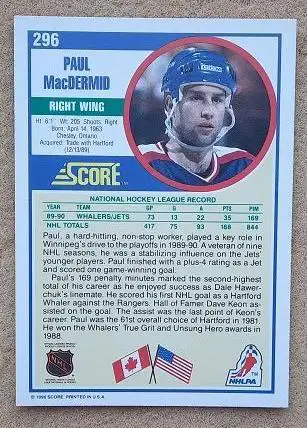 296
PAUL
MacDERMID
RIGHT WING
Ht: 6.1 Wt: 205 Shoots: Right
Born: April 14, 1963
Chesley, Ontario
Acquired: Trade with Hartford
(12/13/89)
SCORE
NATIONAL HOCKEY LEAGUE RECORD
YEAR TEAM GP G A PTS PIM
89-90 WHALERS/JETS 73 13 22 35 169
NHL TOTALS 417 75 93 168 844
Paul, a hard-hitting, non-stop worker, played a key role in
Winnipeg's drive to the playoffs in 1989-90. A veteran of nine
NHL seasons, he was a stabilizing influence on the Jets'
younger players. Paul finished with a plus-4 rating as a Jet
and scored one game-winning goal.
Paul's 169 penalty minutes marked the second-highest
total of his career as he enjoyed success as Dale Hawer-
chuk's linemate. He scored his first NHL goal as a Hartford
Whaler against the Rangers. Hall of Famer Dave Keon as-
sisted on the goal. The assist was the last point of Keon's
career. Paul was the 61st overall choice of Hartford in 1981.
He won the Whalers' True Grit and Unsung Hero awards in
1988.
NHL
NHLPA
© 1990 SCORE, PRINTED IN U.S.A.